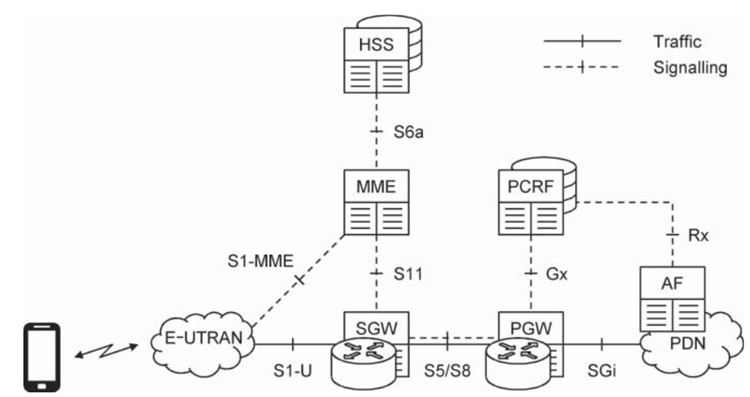 HSS
Traffic
Signalling
S6a
MME
PCRF
S1-MME
S11
Gx
Rx
AF
E-UTRAN
SGW
PGW
PDN
S1-U
S5/S8
SGi